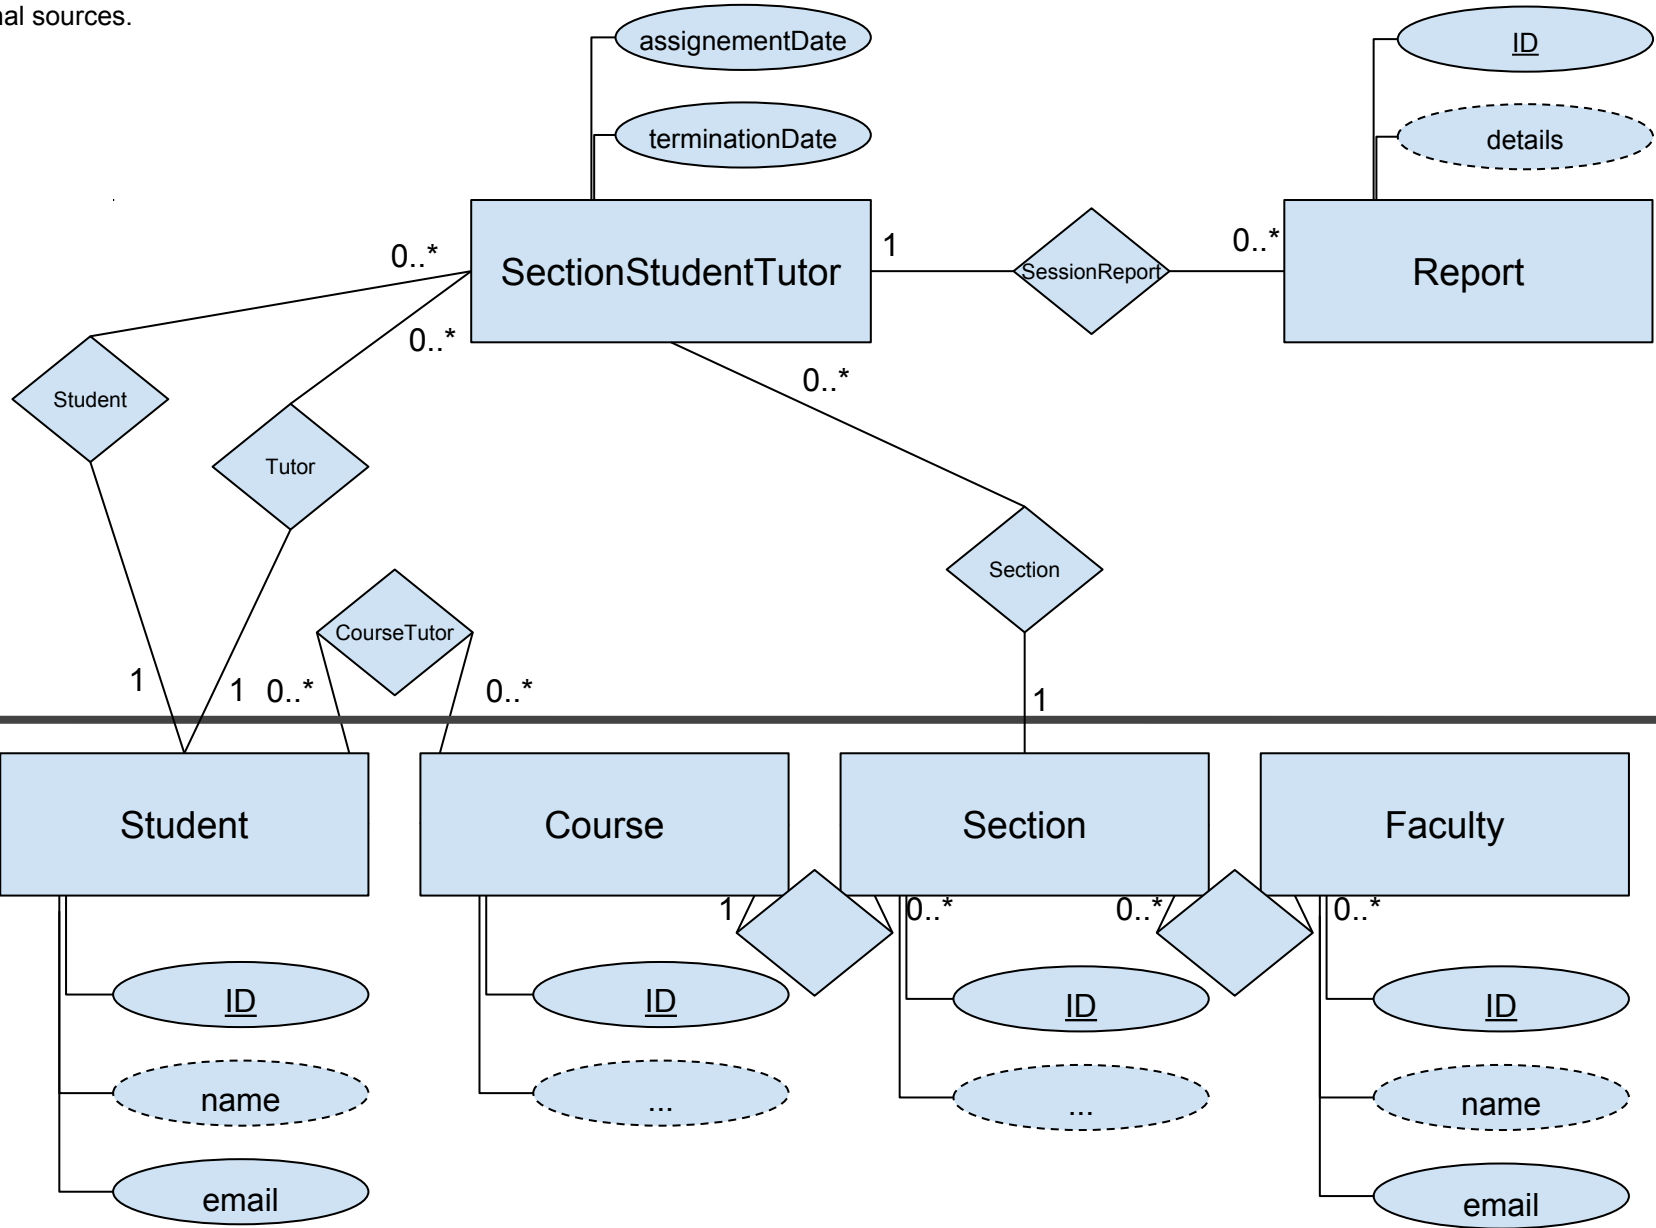 nal sources.
assignementDate
ID
terminationDate
details
0..*
SectionStudentTutor
1
SessionReport
0..*
Report
0..*
0..*
Student
Tutor
Section
CourseTutor
1
1
0..*
0..*
1
Student
Course
Section
Faculty
1
0..*
0..*
0..*
ID
ID
ID
ID
name
...
...
name
email
email